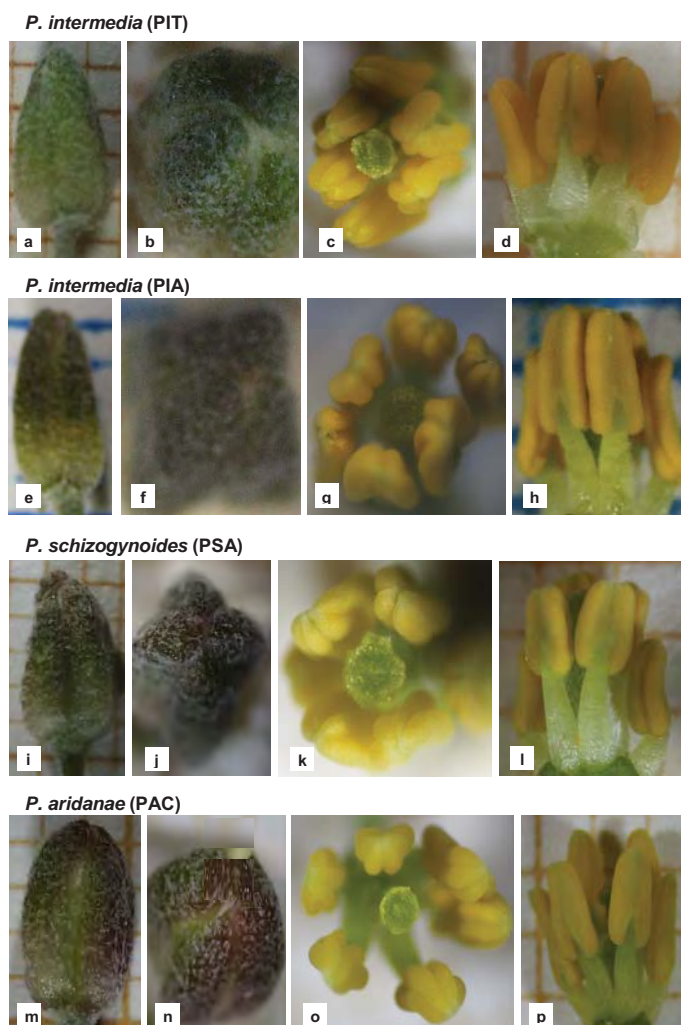 P. intermedia (PIT)
a b c d
P. intermedia (PIA)
e f g h
P. schizogynoides (PSA)
i j k l
P. aridanae (PAC)
m n o p